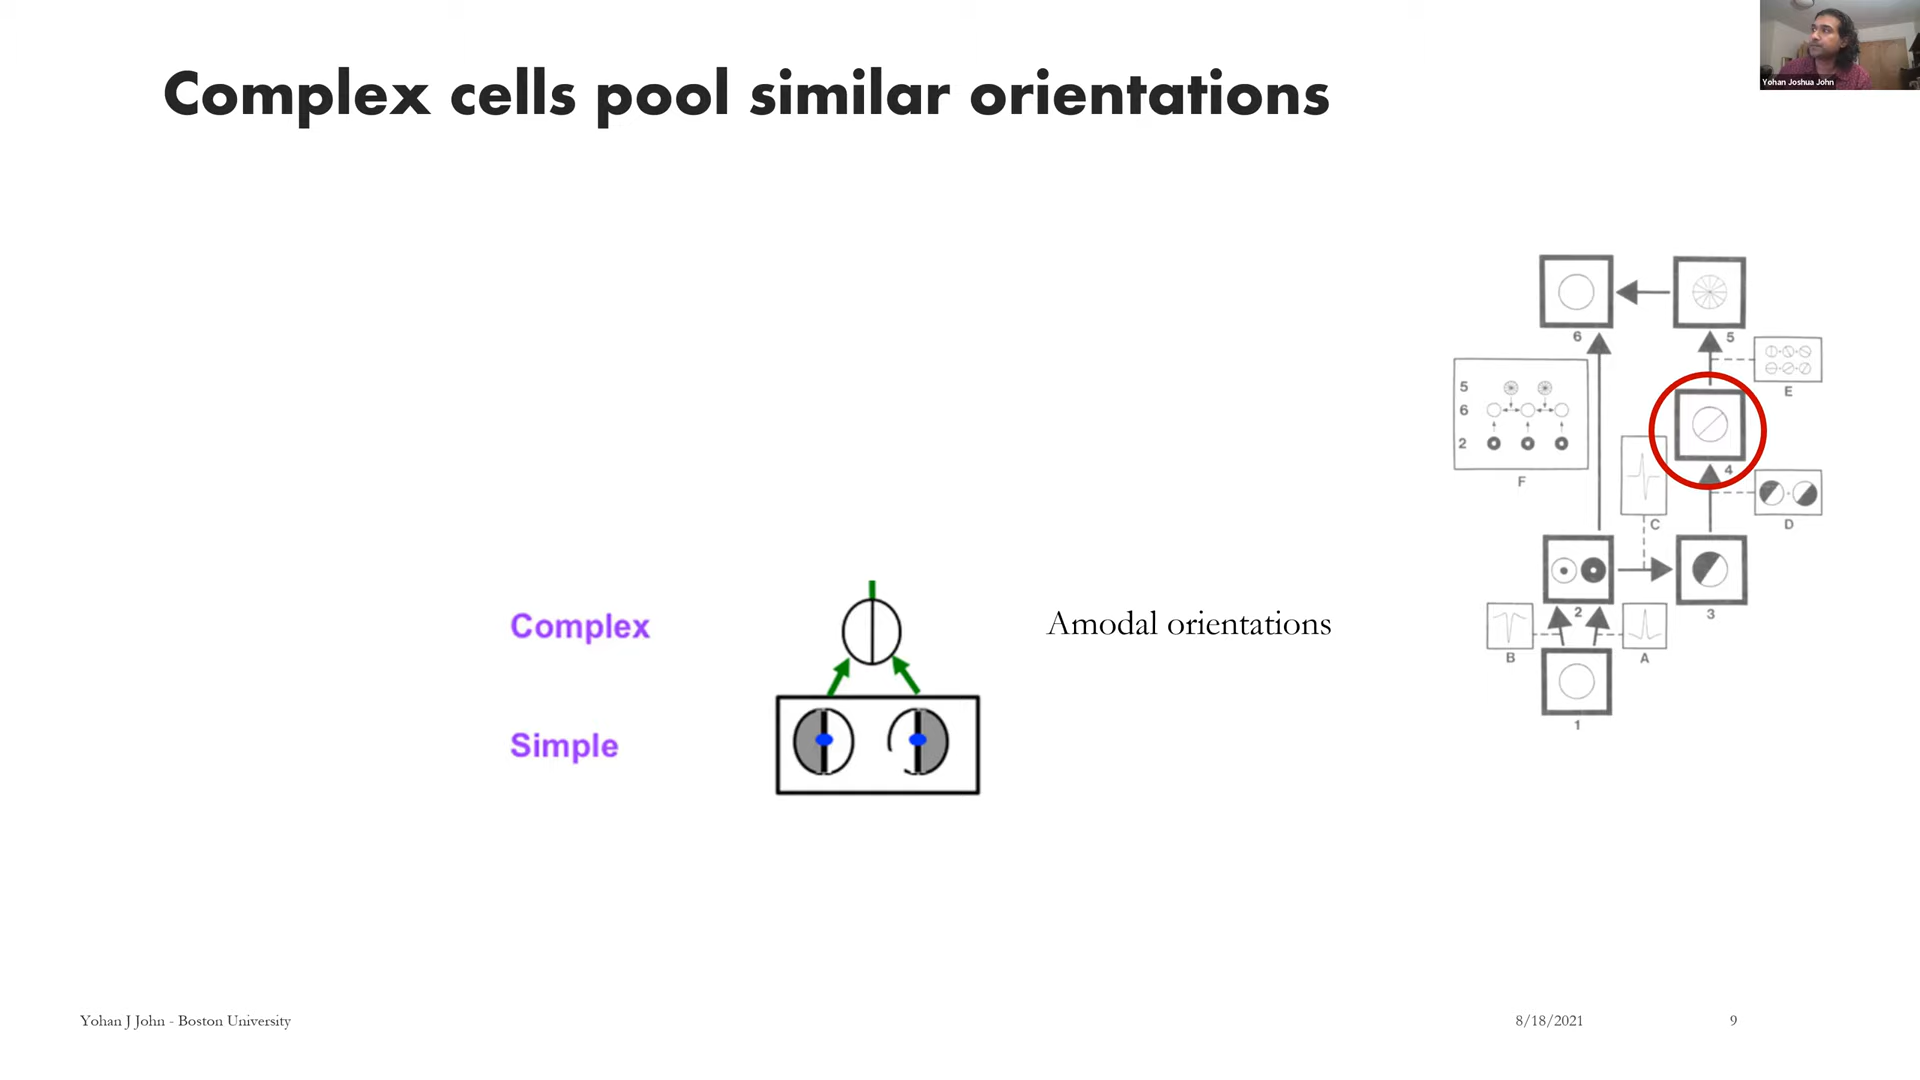 Complex cells pool similar orientations
Yohan Joshua John
Complex
Amodal orientations
Simple
6
5
E
5
6
2
F
4
C
D
2
3
B
A
1
Yohan J John - Boston University
8/18/2021
9